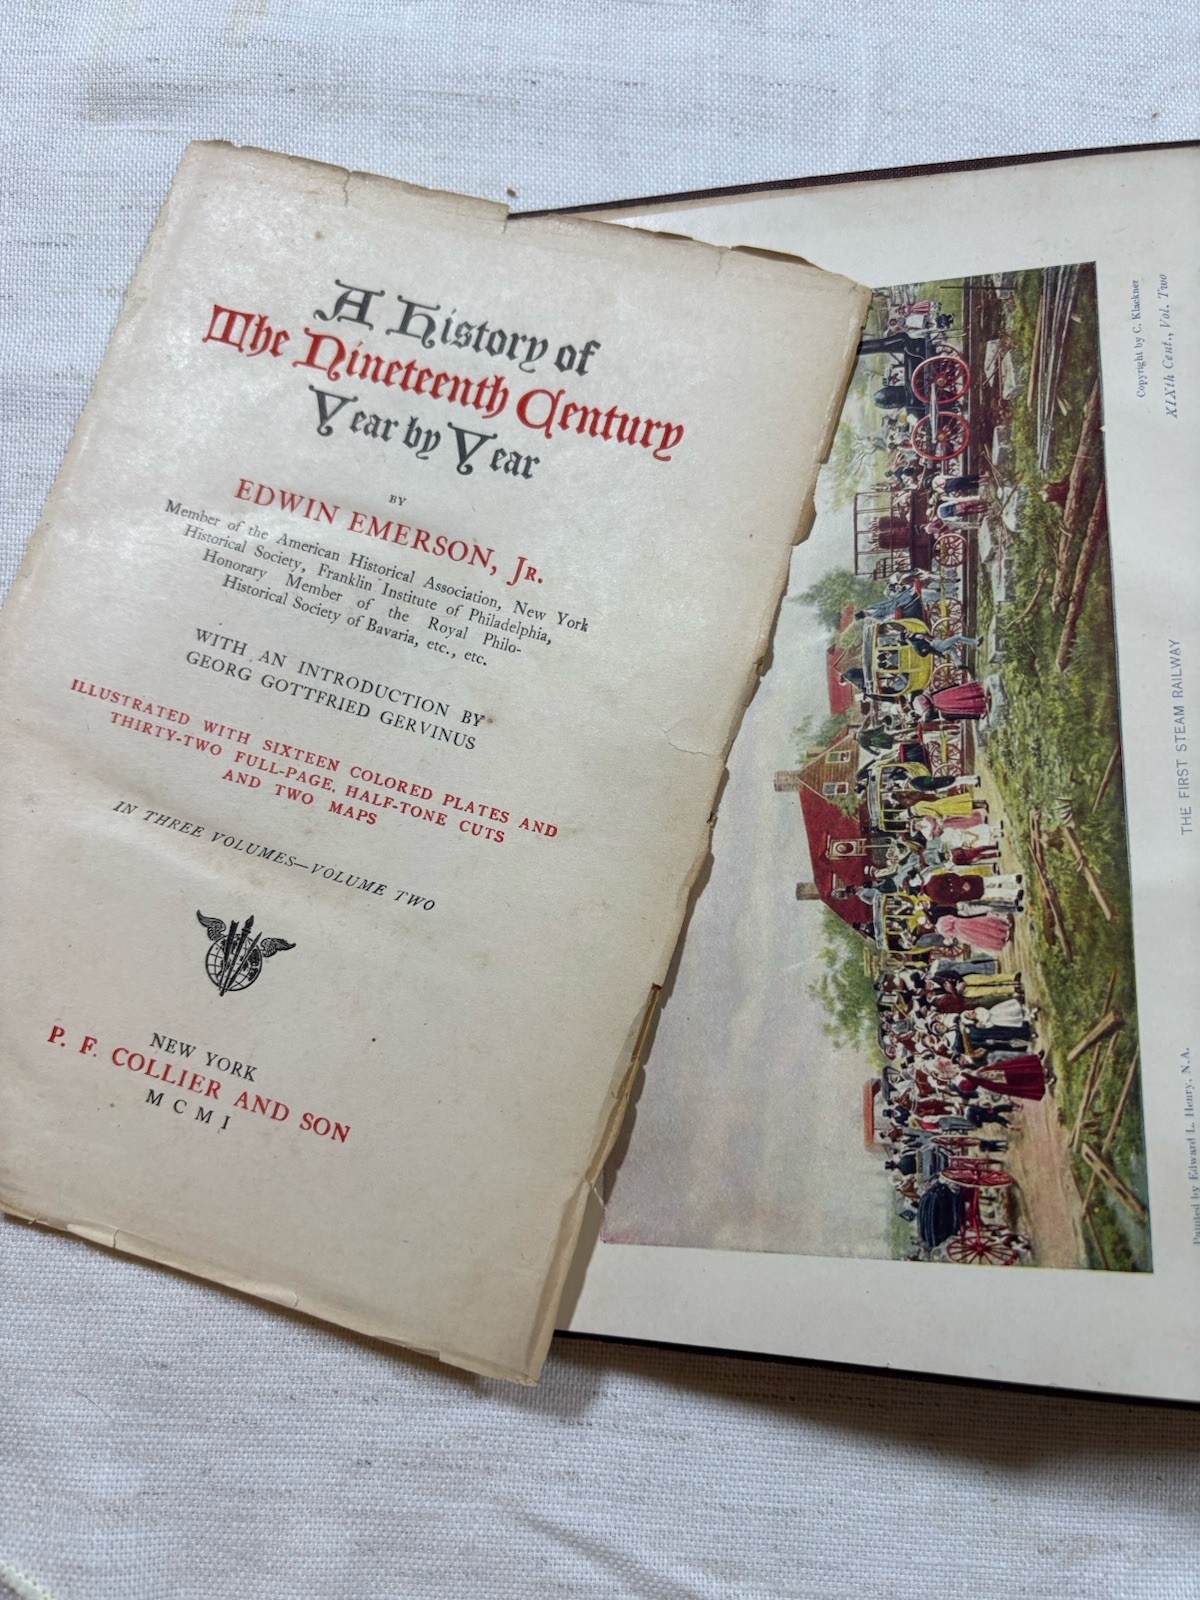 A History of
The Nineteenth Century
Year by Year
BY
EDWIN EMERSON, JR.
Member of the American Historical Association, New York
Historical Society, Franklin Institute of Philadelphia,
Honorary Member of the Royal Philo-
Historical Society of Bavaria, etc., etc.
WITH AN INTRODUCTION BY
GEORG GOTTFRIED GERVINUS
ILLUSTRATED WITH SIXTEEN COLORED PLATES AND
THIRTY-TWO FULL-PAGE, HALF-TONE CUTS
AND TWO MAPS
IN THREE VOLUMES—VOLUME TWO
NEW YORK
P. F. COLLIER AND SON
MCMI
Copyright by C. Klackner
Painted by Edward L. Henry, N.A.
THE FIRST STEAM RAILWAY
XIXth Cent., Vol. Two